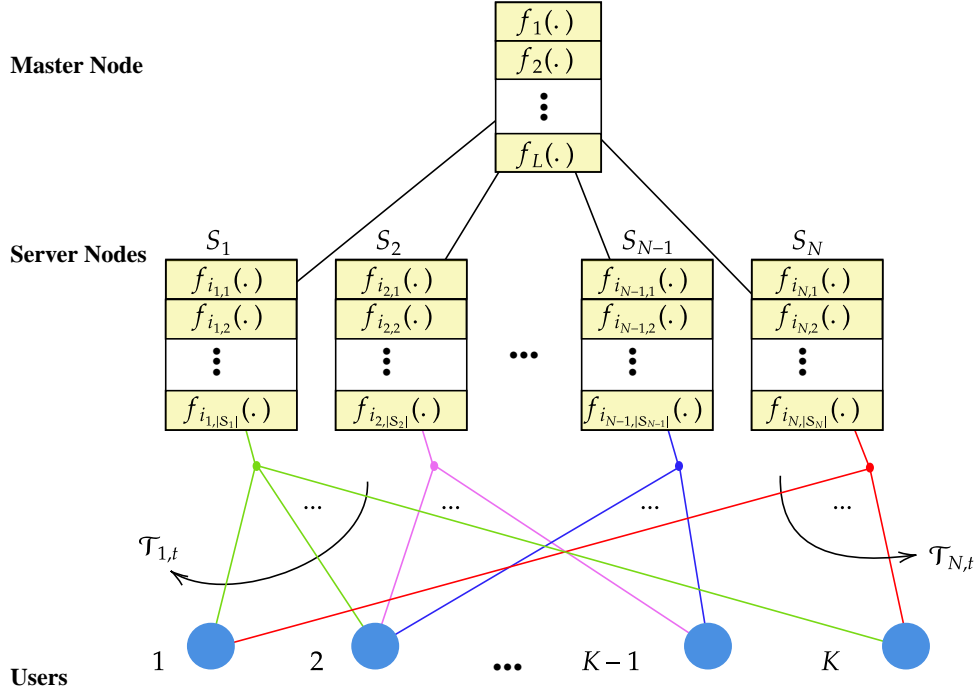 f_1(.)
Master Node
f_2(.)
⋮
f_L(.)
Server Nodes
S_1 S_2 S_{N−1} S_N
f_{i_{1,1}}(.) f_{i_{2,1}}(.) f_{i_{N−1,1}}(.) f_{i_{N,1}}(.)
f_{i_{1,2}}(.) f_{i_{2,2}}(.) f_{i_{N−1,2}}(.) f_{i_{N,2}}(.)
⋮ ⋮ ... ⋮ ⋮
f_{i_{1,|S_1|}}(.) f_{i_{2,|S_2|}}(.) f_{i_{N−1,|S_{N−1}|}}(.) f_{i_{N,|S_N|}}(.)
... ... ... ...
𝒯_{1,t} 𝒯_{N,t}
1 2 ... K−1 K
Users